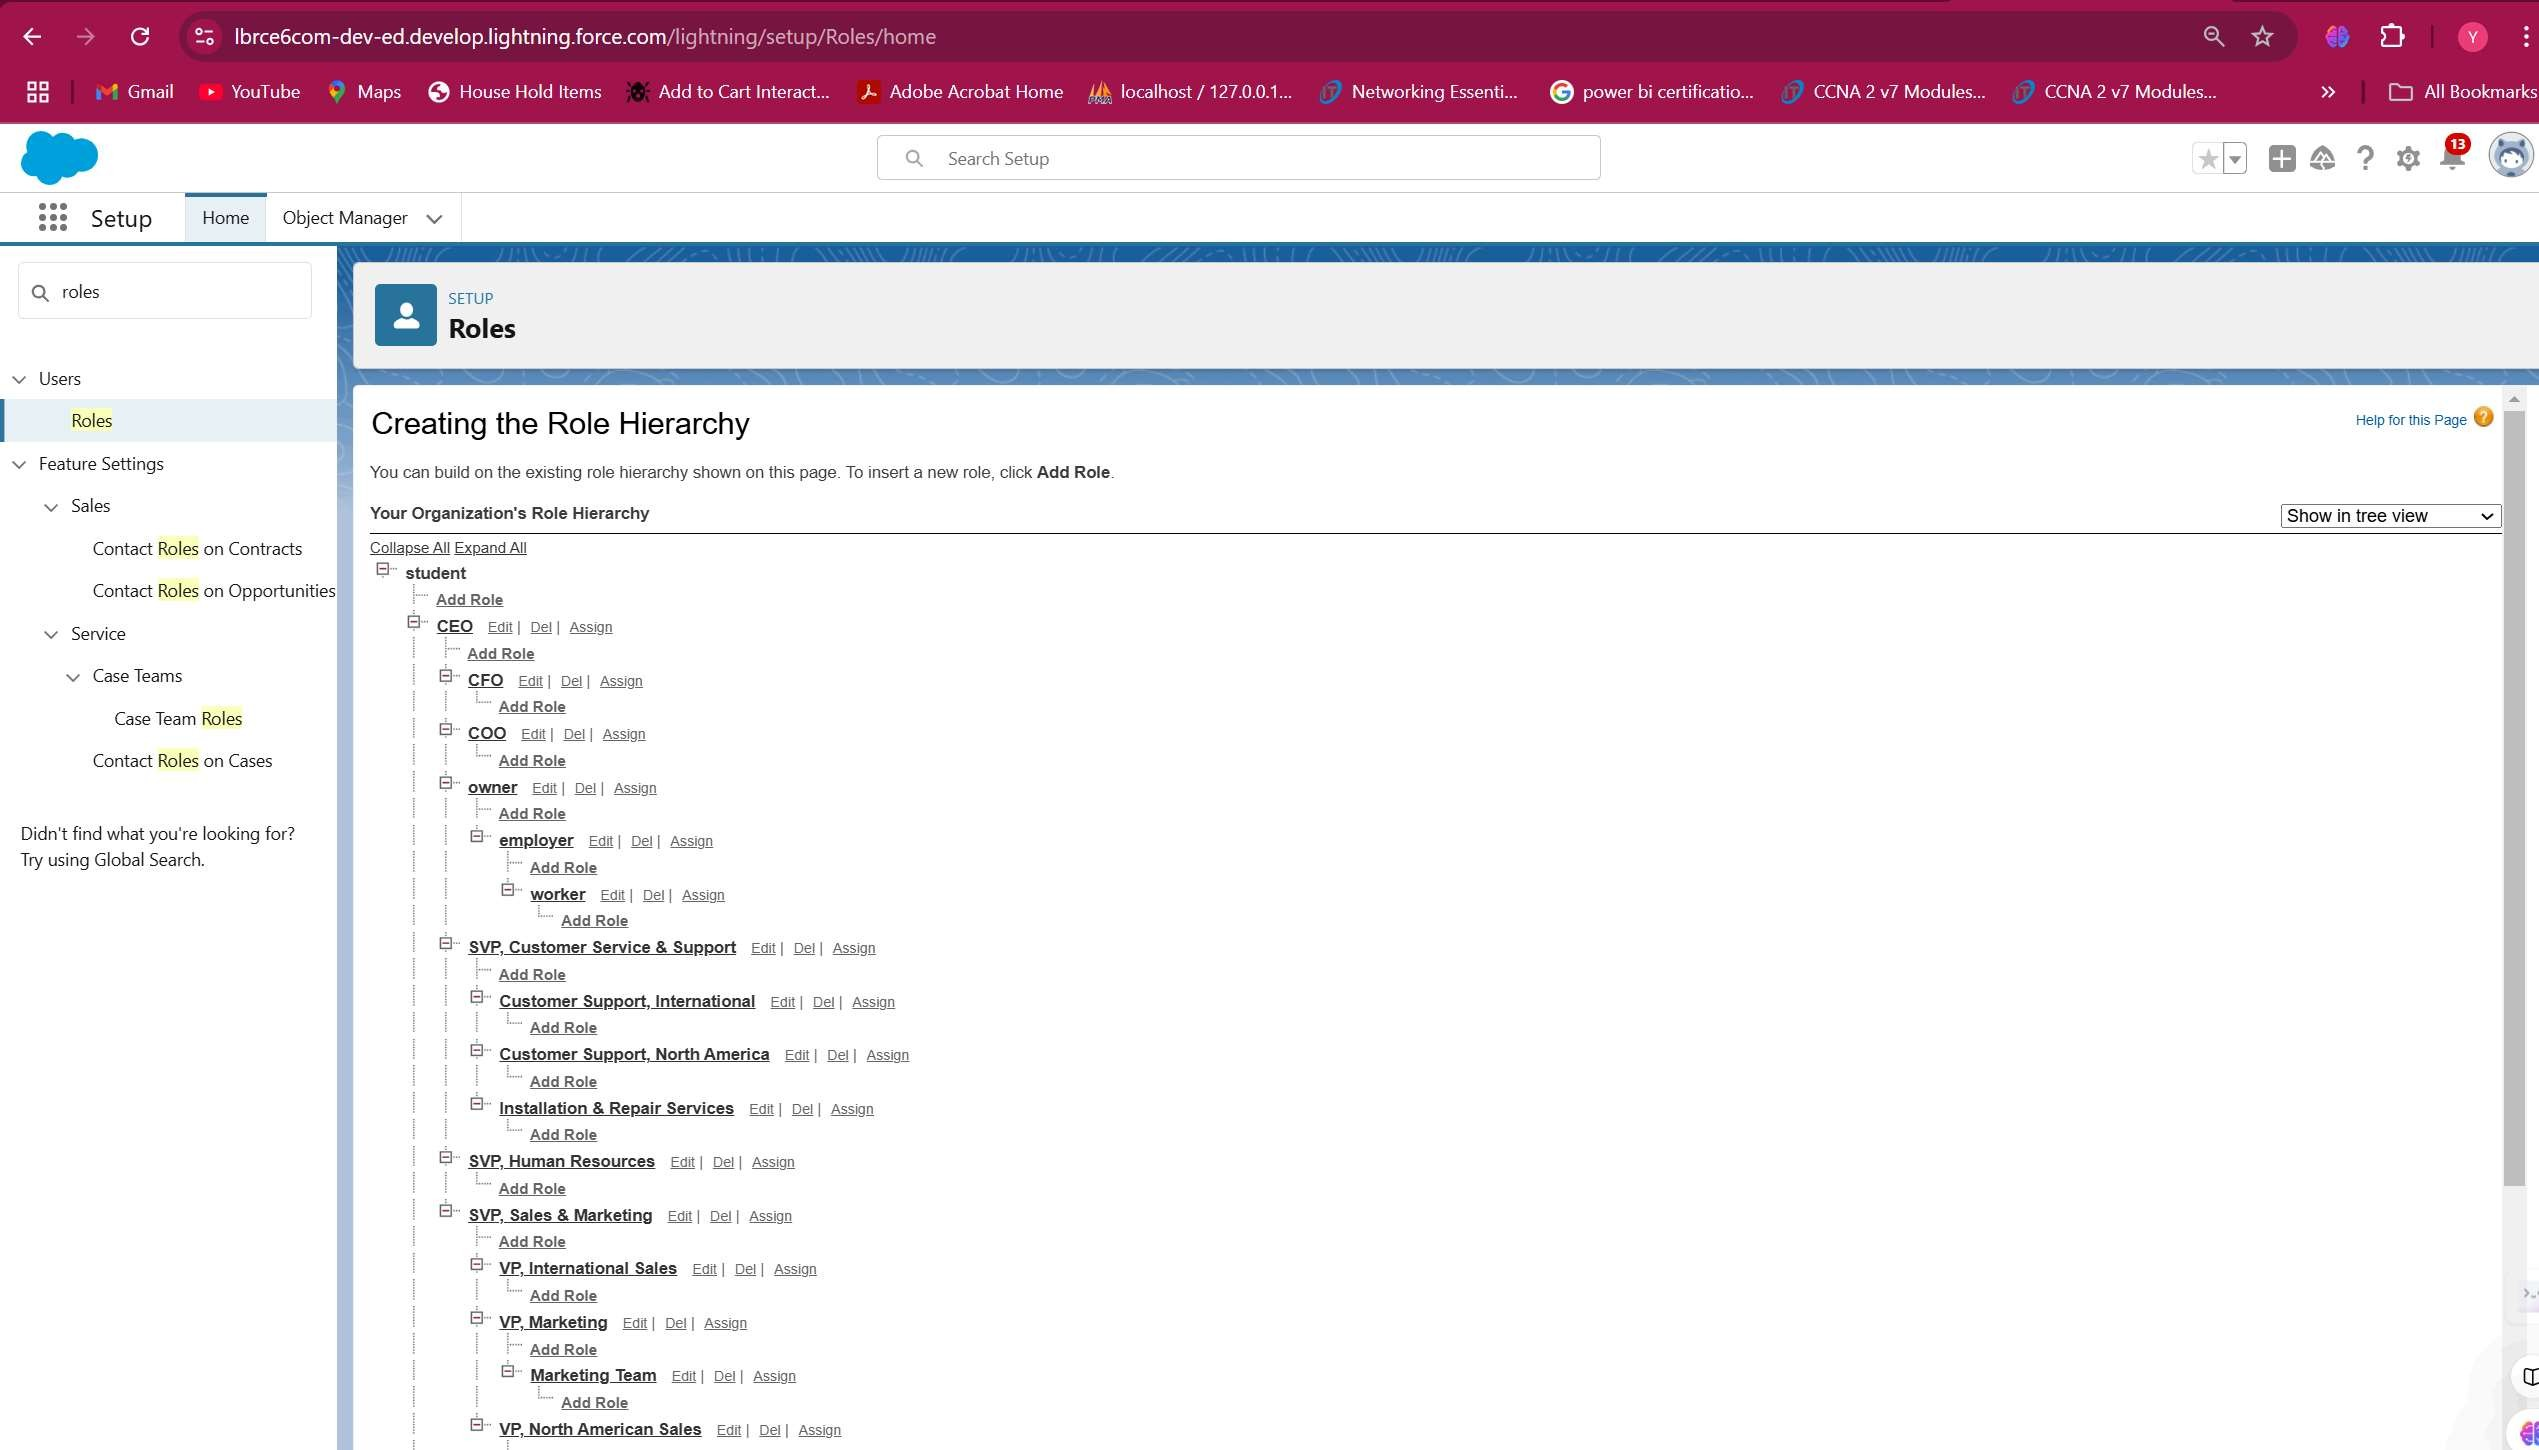 lbrce6com-dev-ed.develop.lightning.force.com/lightning/setup/Roles/home
Y
Gmail YouTube Maps House Hold Items Add to Cart Interact... Adobe Acrobat Home localhost / 127.0.0.1... Networking Essenti... power bi certificatio... CCNA 2 v7 Modules... CCNA 2 v7 Modules... » All Bookmarks
Search Setup
13
Setup Home Object Manager
roles
SETUP
Roles
Users
Roles
Feature Settings
Sales
Contact Roles on Contracts
Contact Roles on Opportunities
Service
Case Teams
Case Team Roles
Contact Roles on Cases
Didn't find what you're looking for?
Try using Global Search.
Creating the Role Hierarchy
Help for this Page ?
You can build on the existing role hierarchy shown on this page. To insert a new role, click Add Role.
Your Organization's Role Hierarchy
Show in tree view
Collapse All Expand All
student
Add Role
CEO Edit | Del | Assign
Add Role
CFO Edit | Del | Assign
Add Role
COO Edit | Del | Assign
Add Role
owner Edit | Del | Assign
Add Role
employer Edit | Del | Assign
Add Role
worker Edit | Del | Assign
Add Role
SVP, Customer Service & Support Edit | Del | Assign
Add Role
Customer Support, International Edit | Del | Assign
Add Role
Customer Support, North America Edit | Del | Assign
Add Role
Installation & Repair Services Edit | Del | Assign
Add Role
SVP, Human Resources Edit | Del | Assign
Add Role
SVP, Sales & Marketing Edit | Del | Assign
Add Role
VP, International Sales Edit | Del | Assign
Add Role
VP, Marketing Edit | Del | Assign
Add Role
Marketing Team Edit | Del | Assign
Add Role
VP, North American Sales Edit | Del | Assign